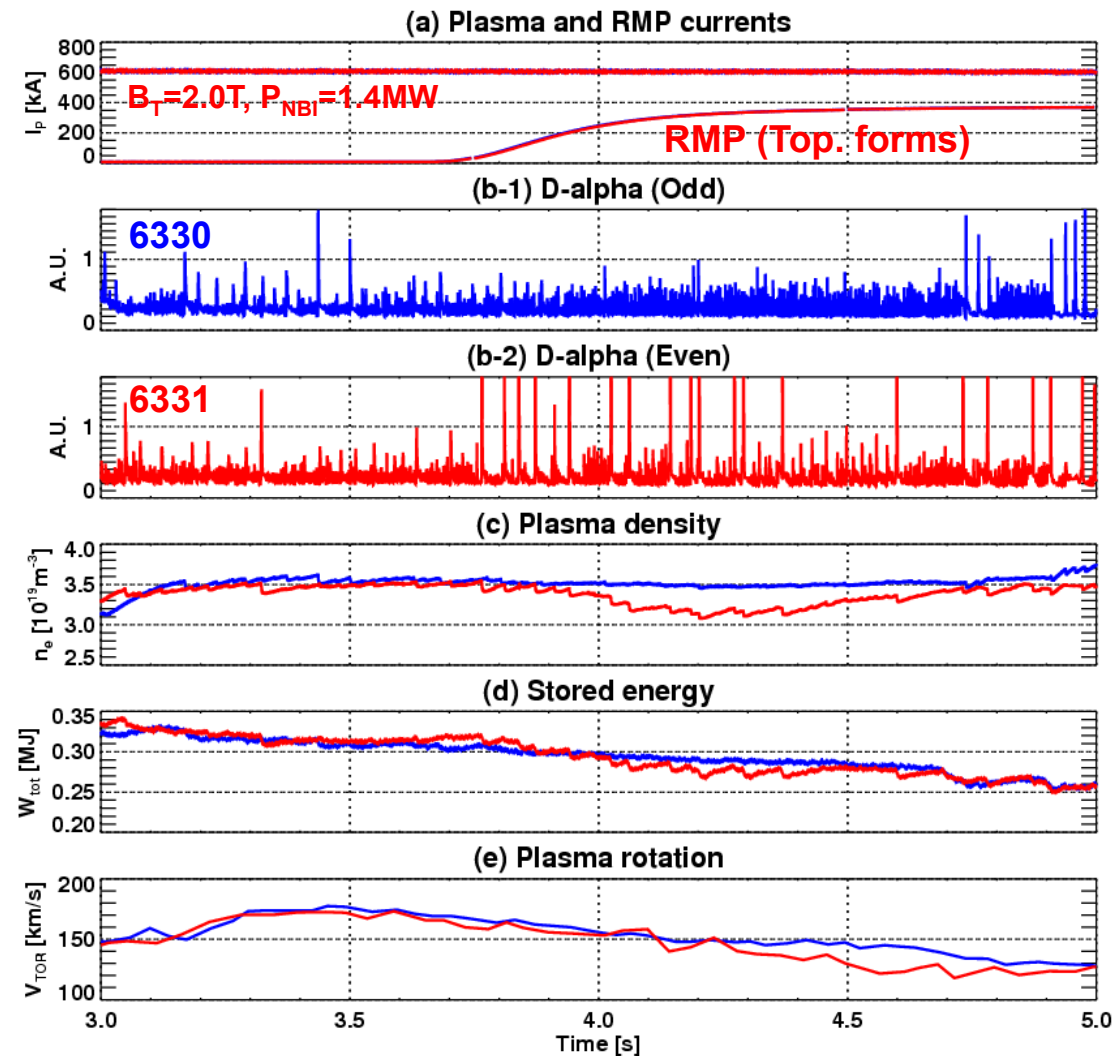 (a) Plasma and RMP currents
800
600
400
200
0
I_P [kA]
B_T=2.0T, P_NBI=1.4MW
RMP (Top. forms)
(b-1) D-alpha (Odd)
6330
1
0
A.U.
(b-2) D-alpha (Even)
6331
1
0
A.U.
(c) Plasma density
4.0
3.5
3.0
2.5
n_e [10^19m^-3]
(d) Stored energy
0.35
0.30
0.25
0.20
W_tot [MJ]
(e) Plasma rotation
200
150
100
V_TOR [km/s]
3.0 3.5 4.0 4.5 5.0
Time [s]